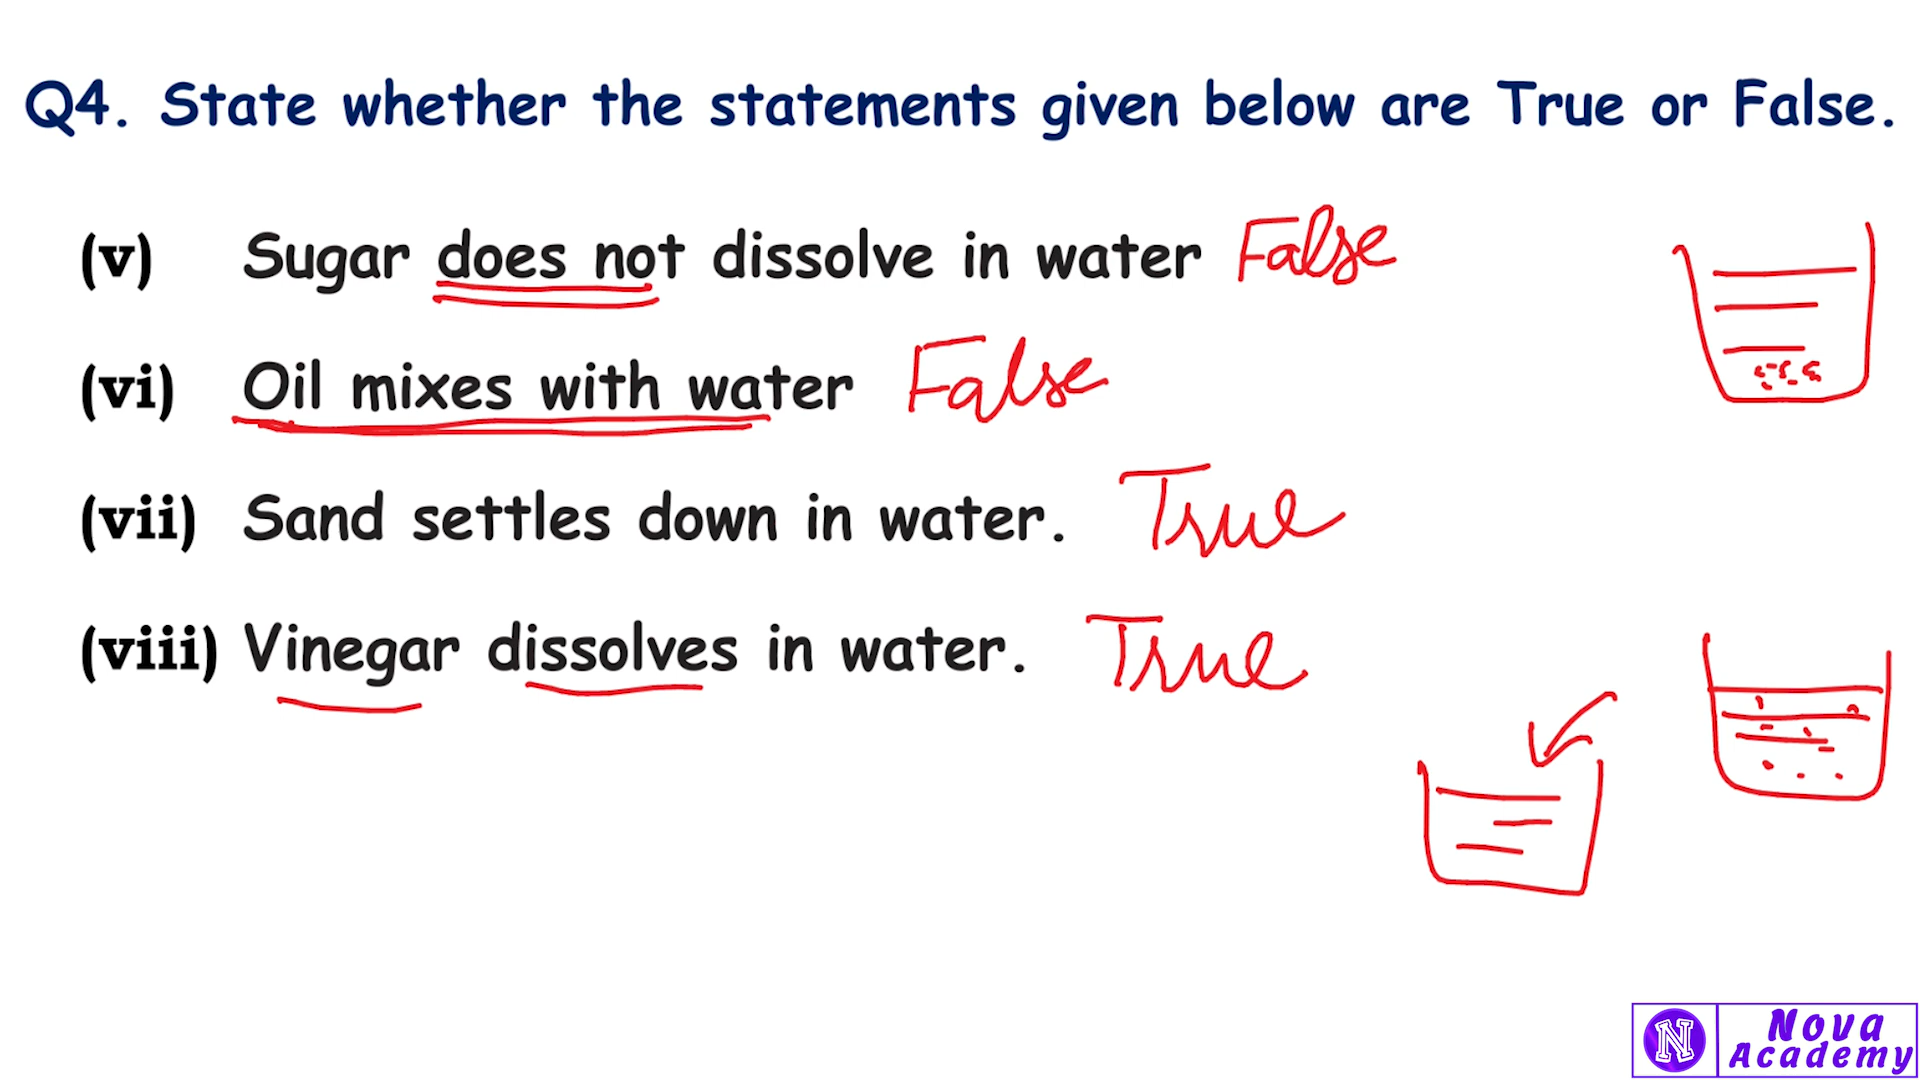 Q4. State whether the statements given below are True or False.
(v) Sugar does not dissolve in water False
(vi) Oil mixes with water False
(vii) Sand settles down in water. True
(viii) Vinegar dissolves in water. True
N Nova
Academy